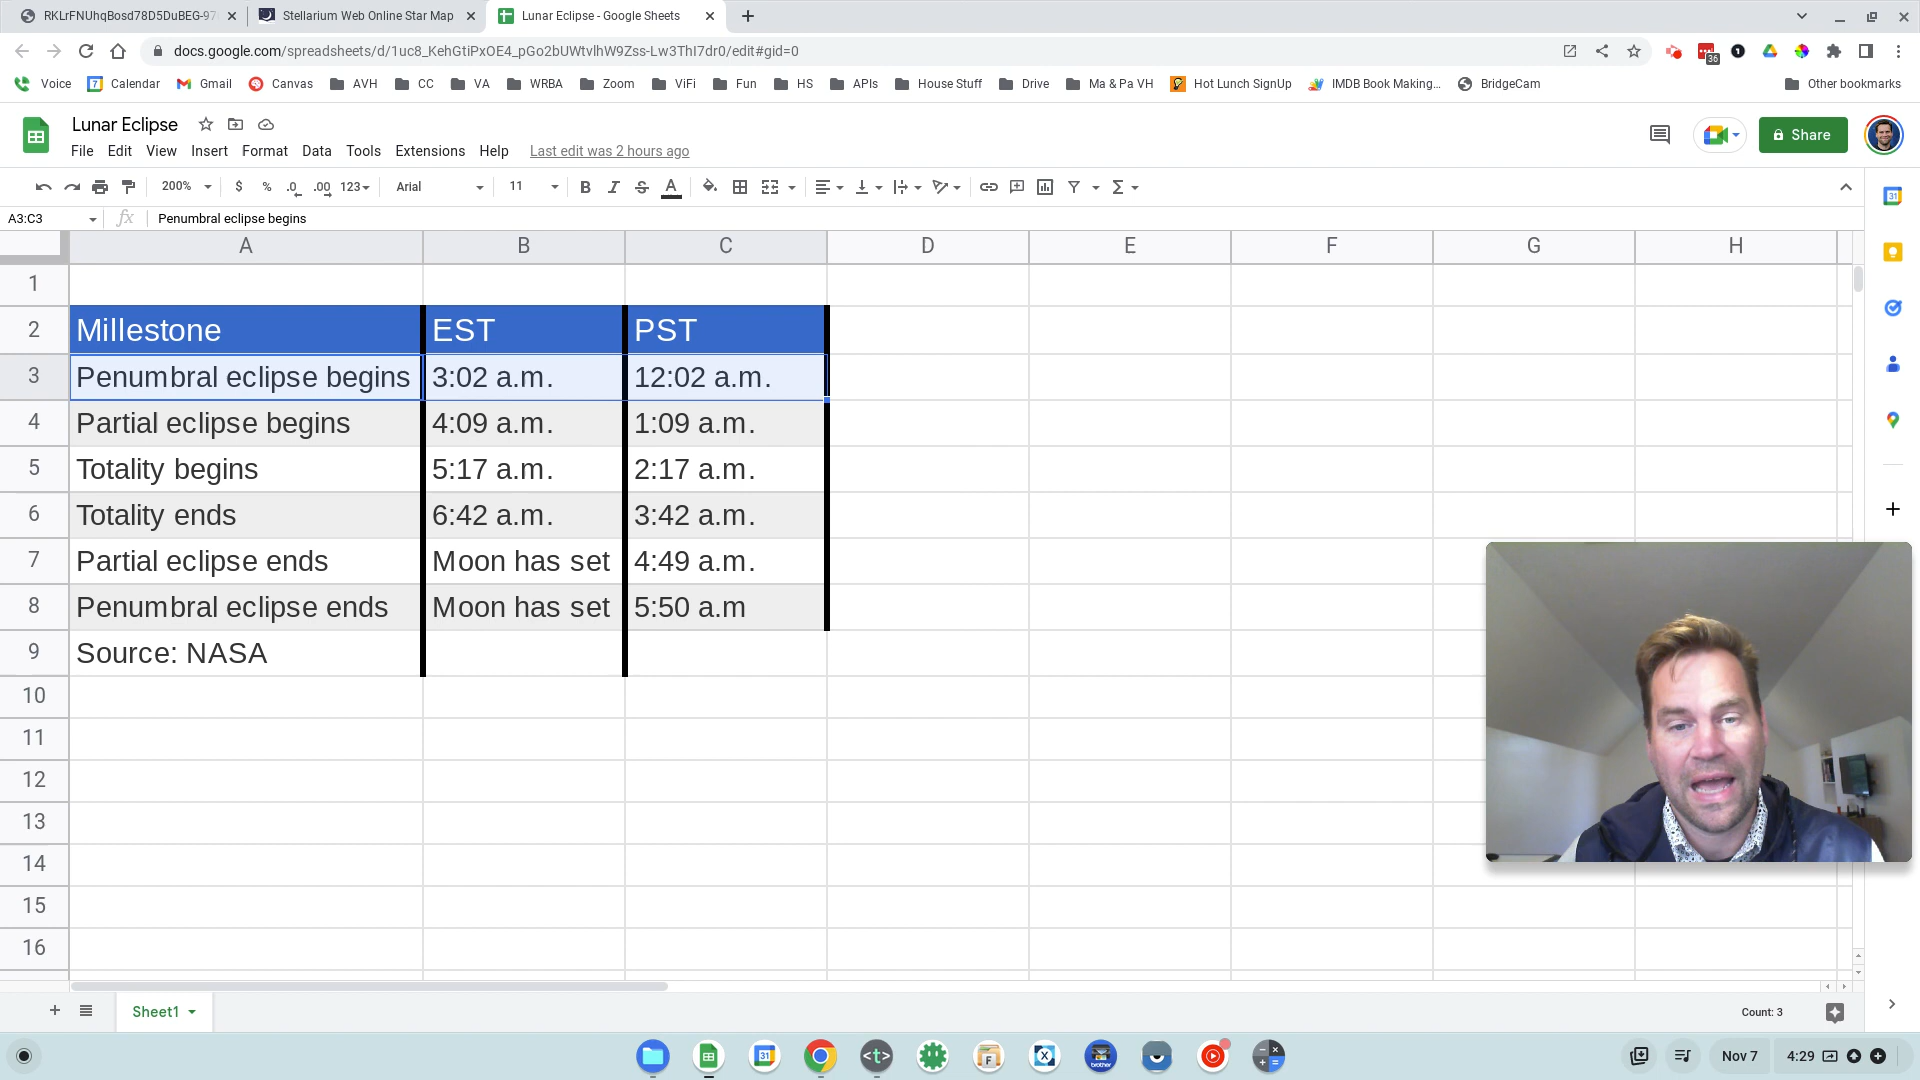 RKLrFNUhqBosd78D5DuBEG-97
Stellarium Web Online Star Map
Lunar Eclipse - Google Sheets
docs.google.com/spreadsheets/d/1uc8_KehGtiPxOE4_pGo2bUWtvlhW9Zss-Lw3ThI7dr0/edit#gid=0
36
Voice
7 Calendar
Gmail
Canvas
AVH
CC
VA
WRBA
Zoom
ViFi
Fun
HS
APIs
House Stuff
Drive
Ma & Pa VH
Hot Lunch SignUp
IMDB Book Making...
BridgeCam
Other bookmarks
Lunar Eclipse
File Edit View Insert Format Data Tools Extensions Help Last edit was 2 hours ago
Share
200% $ % .0 .00 123 Arial 11 B I S A Σ
A3:C3 fx Penumbral eclipse begins
A B C D E F G H
1
2 Millestone EST PST
3 Penumbral eclipse begins 3:02 a.m. 12:02 a.m.
4 Partial eclipse begins 4:09 a.m. 1:09 a.m.
5 Totality begins 5:17 a.m. 2:17 a.m.
6 Totality ends 6:42 a.m. 3:42 a.m.
7 Partial eclipse ends Moon has set 4:49 a.m.
8 Penumbral eclipse ends Moon has set 5:50 a.m
9 Source: NASA
10
11
12
13
14
15
16
Sheet1
Count: 3
31
<t>
F
X
brother
Nov 7 4:29